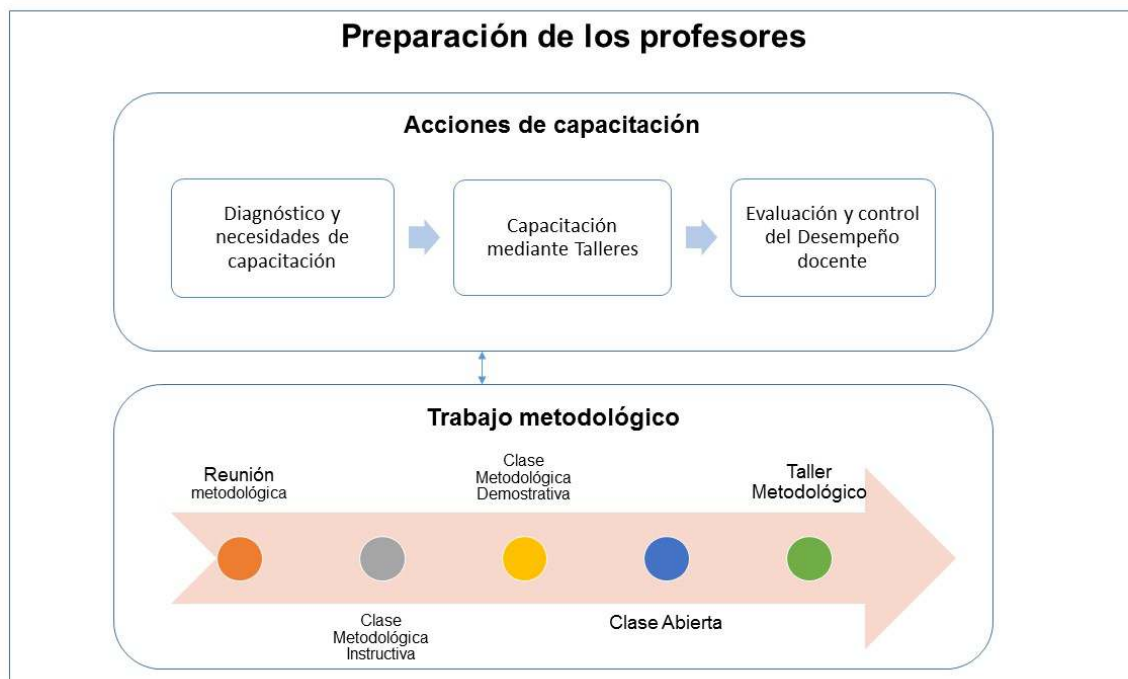 Preparación de los profesores
Acciones de capacitación
Diagnóstico y
necesidades de
capacitación
Capacitación
mediante Talleres
Evaluación y control
del Desempeño
docente
Trabajo metodológico
Reunión
metodológica
Clase
Metodológica
Instructiva
Clase
Metodológica
Demostrativa
Clase Abierta
Taller
Metodológico